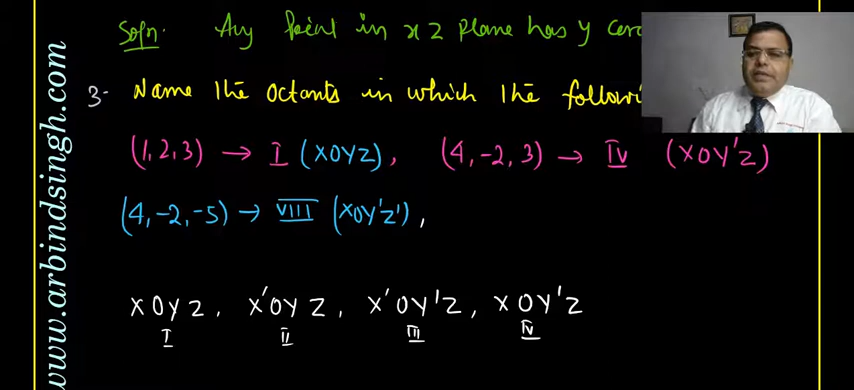 Soln. Any Point in x z plane has y
3- Name the Octants in which the
(1, 2, 3) → I (XOYZ), (4, -2, 3) → IV (XOY'Z)
(4, -2, -5) → VIII (XOY'Z'),
XOYZ, X'OYZ, X'OY'Z, XOY'Z
I II III IV
www.arbindsingh.com